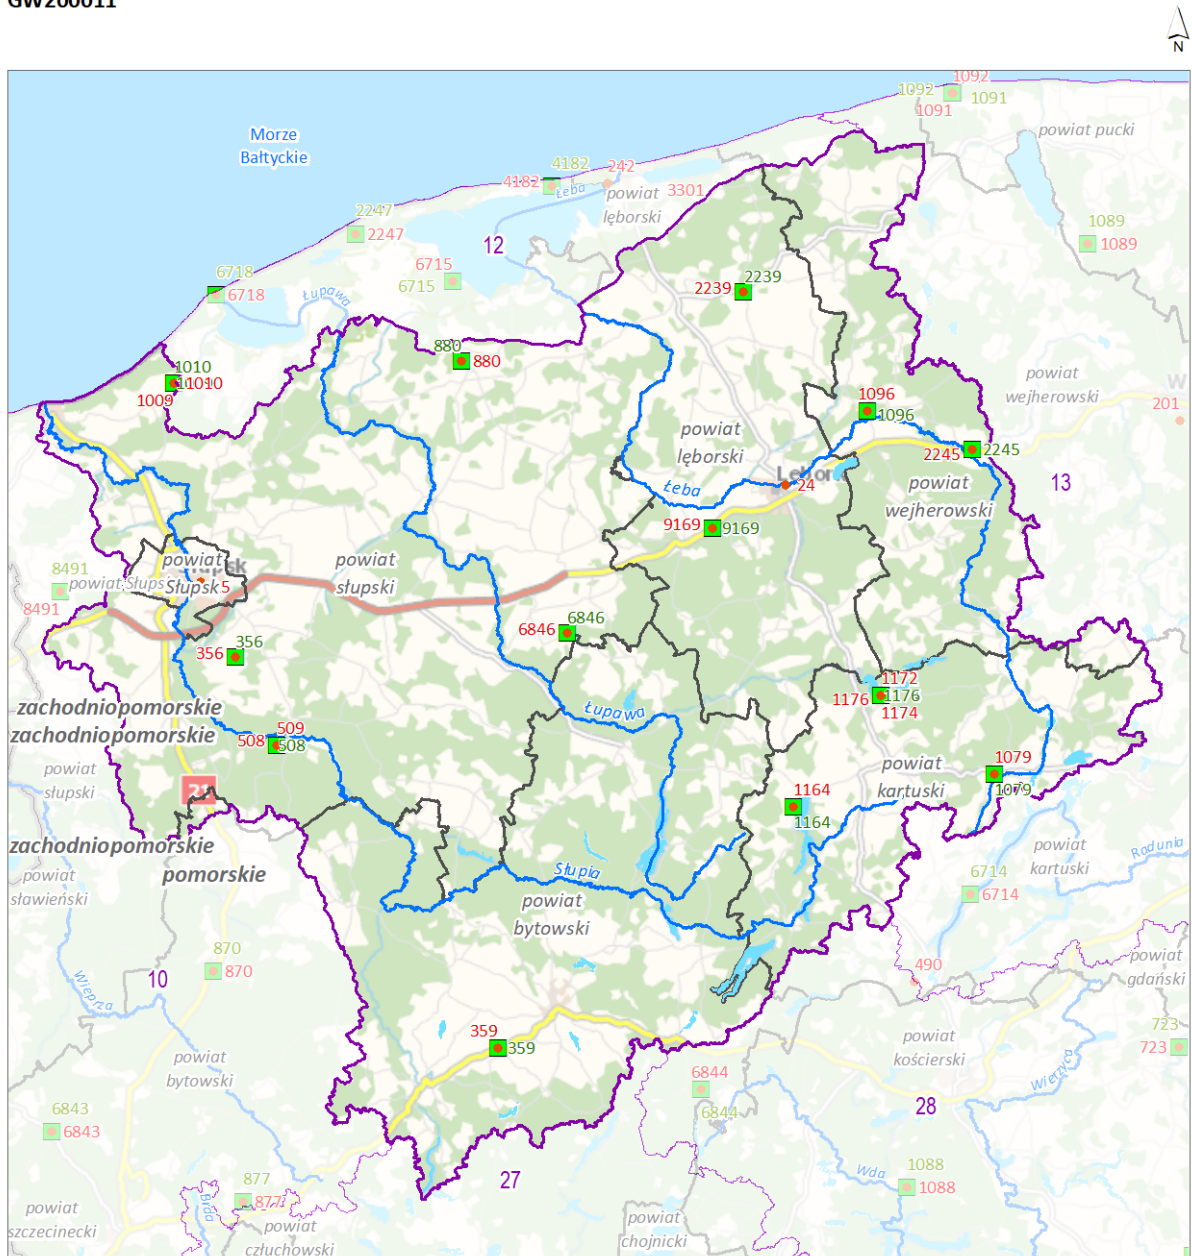 GW200011
N
1092
1092
1091
1091
powiat pucki
Morze
Bałtyckie
4182
242
4182
Łeba
3301
powiat
lęborski
2247
2247
12
1089
1089
6718
6718
Łupawa
6715
6715
2239
2239
880
880
1010
1010
1009
powiat
wejherowski
W
201
1096
1096
powiat
lęborski
2245
2245
13
Łeba
24
powiat
wejherowski
9169
9169
powiat
Słupsk
5
powiat
słupski
8491
8491
6846
6846
356
356
1172
1176
1176
1174
zachodniopomorskie
zachodniopomorskie
Łupawa
509
508
508
powiat
słupski
21
powiat
kartuski
1079
1079
1164
1164
zachodniopomorskie
pomorskie
powiat
sławieński
Słupia
powiat
bytowski
powiat
kartuski
Radunia
6714
6714
870
870
10
Wieprza
490
powiat
gdański
359
359
powiat
kościerski
723
723
powiat
bytowski
6844
6844
Wierzyca
28
6843
6843
27
Wda
1088
1088
877
877
Brda
powiat
szczecinecki
powiat
człuchowski
powiat
chojnicki